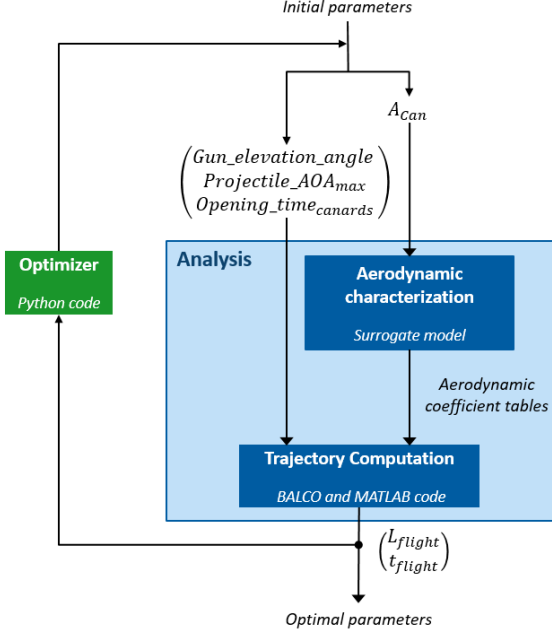 Initial parameters
A_Can
Gun_elevation_angle
Projectile_AOA_max
Opening_time_canards
Optimizer
Python code
Analysis
Aerodynamic
characterization
Surrogate model
Aerodynamic
coefficient tables
Trajectory Computation
BALCO and MATLAB code
L_flight
t_flight
Optimal parameters